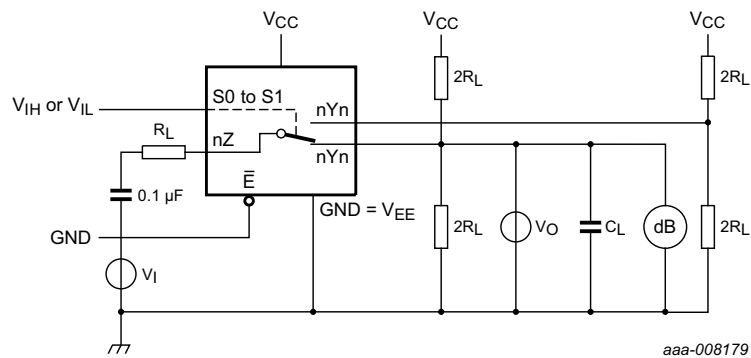 VCC
VCC
VCC
2RL
2RL
S0 to S1
VIH or VIL
nYn
RL
nZ
nYn
Ē
0.1 µF
GND = VEE
2RL
VO
CL
dB
2RL
GND
VI
aaa-008179